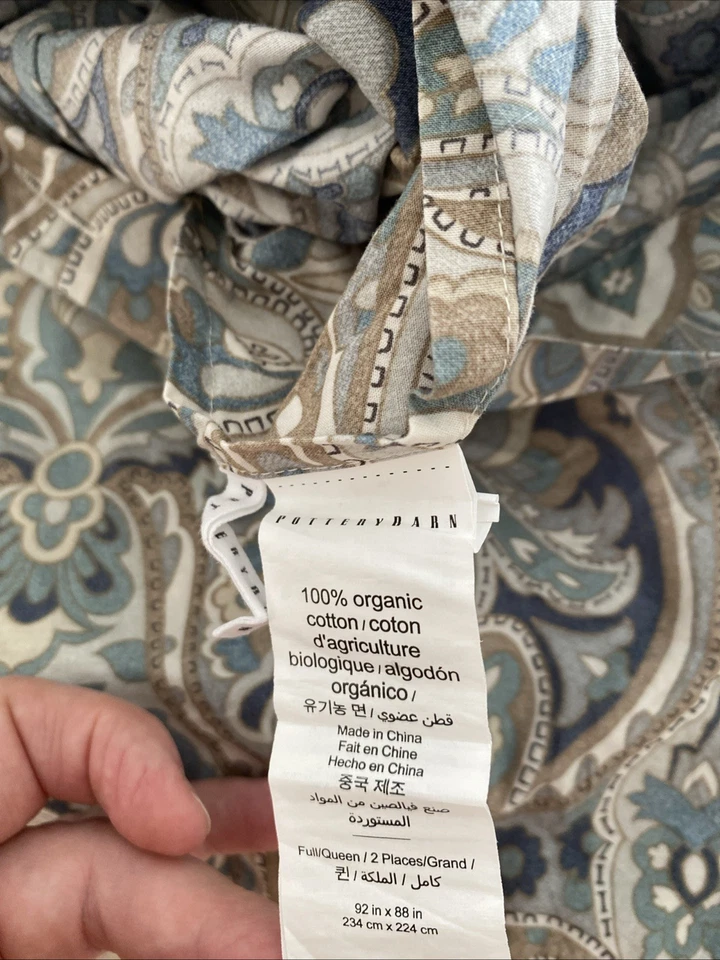 POTTERYBARN
100% organic
cotton / coton
d'agriculture
biologique / algodón
orgánico /
유기농 면 / قطن عضوي
Made in China
Fait en Chine
Hecho en China
중국 제조
صنع فيالصين من المواد
المستوردة
Full/Queen / 2 Places/Grand /
퀸 / كامل / الملكة
92 in x 88 in
234 cm x 224 cm